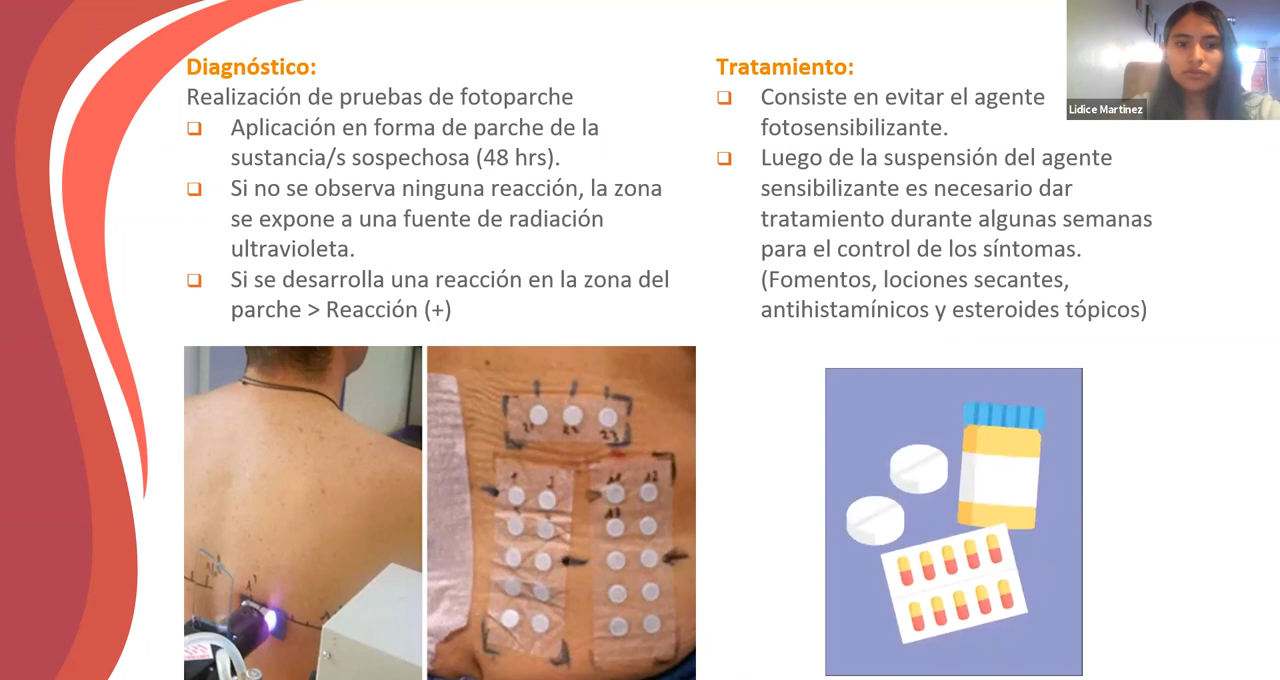 Diagnóstico:
Realización de pruebas de fotoparche
Aplicación en forma de parche de la
sustancia/s sospechosa (48 hrs).
Si no se observa ninguna reacción, la zona
se expone a una fuente de radiación
ultravioleta.
Si se desarrolla una reacción en la zona del
parche > Reacción (+)
Tratamiento:
Consiste en evitar el agente
fotosensibilizante.
Luego de la suspensión del agente
sensibilizante es necesario dar
tratamiento durante algunas semanas
para el control de los síntomas.
(Fomentos, lociones secantes,
antihistamínicos y esteroides tópicos)
Lidice Martinez